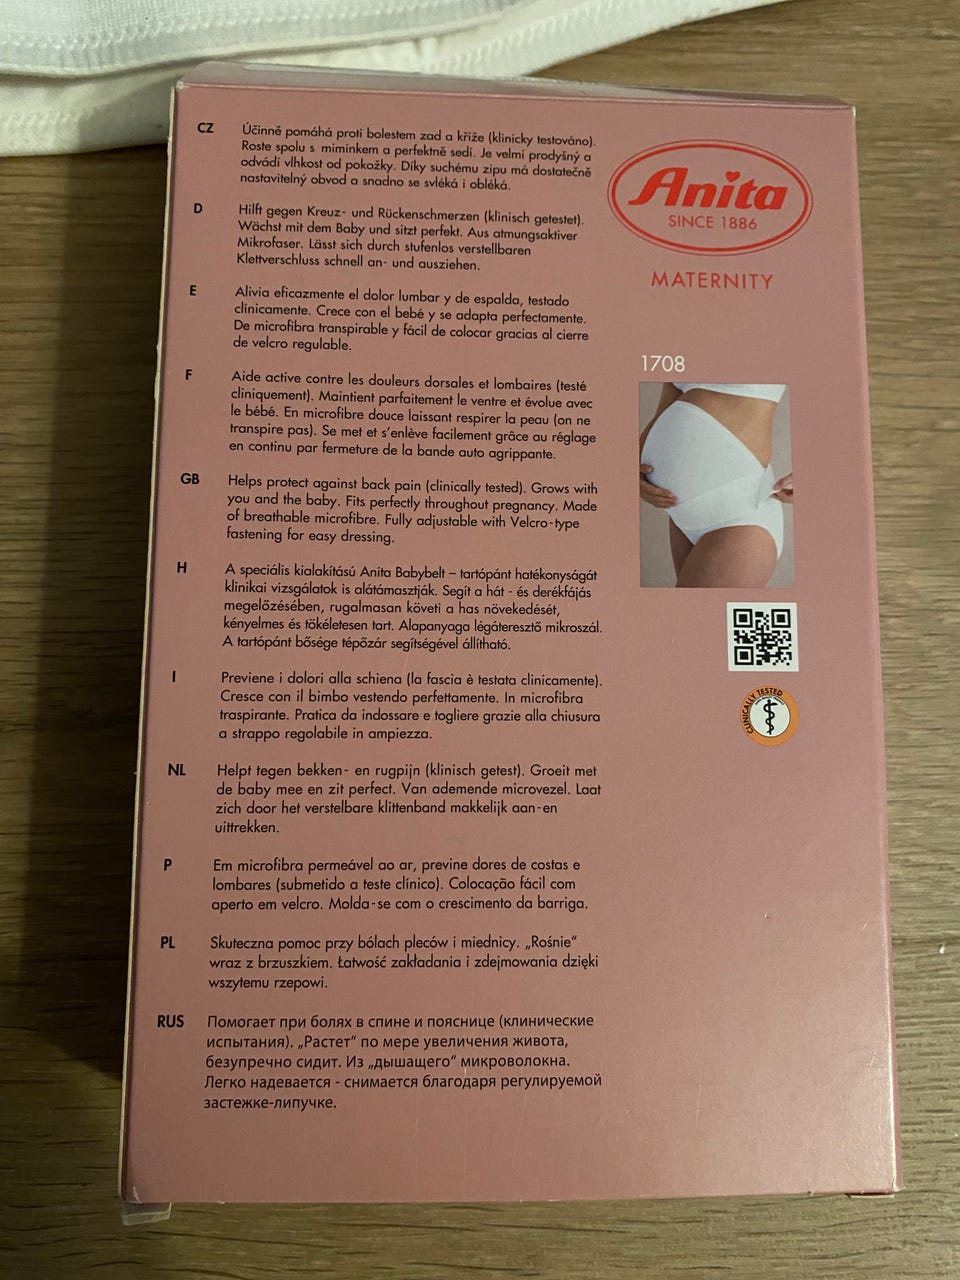 CZ
Účinně pomáhá proti bolestem zad a kříže (klinicky testováno).
Roste spolu s miminkem a perfektně sedí. Je velmi prodyšný a
odvádí vlhkost od pokožky. Díky suchému zipu má dostatečně
nastavitelný obvod a snadno se svléká i obléká.
D
Hilft gegen Kreuz- und Rückenschmerzen (klinisch getestet).
Wächst mit dem Baby und sitzt perfekt. Aus atmungsaktiver
Mikrofaser. Lässt sich durch stufenlos verstellbaren
Klettverschluss schnell an- und ausziehen.
E
Alivia eficazmente el dolor lumbar y de espalda, testado
clínicamente. Crece con el bebé y se adapta perfectamente.
De microfibra transpirable y fácil de colocar gracias al cierre
de velcro regulable.
F
Aide active contre les douleurs dorsales et lombaires (testé
cliniquement). Maintient parfaitement le ventre et évolue avec
le bébé. En microfibre douce laissant respirer la peau (on ne
transpire pas). Se met et s'enlève facilement grâce au réglage
en continu par fermeture de la bande auto agrippante.
GB
Helps protect against back pain (clinically tested). Grows with
you and the baby. Fits perfectly throughout pregnancy. Made
of breathable microfibre. Fully adjustable with Velcro-type
fastening for easy dressing.
H
A speciális kialakítású Anita Babybelt – tartópánt hatékonyságát
klinikai vizsgálatok is alátámasztják. Segít a hát - és derékfájás
megelőzésében, rugalmasan követi a has növekedését,
kényelmes és tökéletesen tart. Alapanyaga légáteresztő mikroszál.
A tartópánt bősége tépőzár segítségével állítható.
I
Previene i dolori alla schiena (la fascia è testata clinicamente).
Cresce con il bimbo vestendo perfettamente. In microfibra
traspirante. Pratica da indossare e togliere grazie alla chiusura
a strappo regolabile in ampiezza.
NL
Helpt tegen bekken- en rugpijn (klinisch getest). Groeit met
de baby mee en zit perfect. Van ademende microvezel. Laat
zich door het verstelbare klittenband makkelijk aan-en
uittrekken.
P
Em microfibra permeável ao ar, previne dores de costas e
lombares (submetido a teste clínico). Colocação fácil com
aperto em velcro. Molda-se com o crescimento da barriga.
PL
Skuteczna pomoc przy bólach pleców i miednicy. „Rośnie“
wraz z brzuszkiem. Łatwość zakładania i zdejmowania dzięki
wszytemu rzepowi.
RUS
Помогает при болях в спине и пояснице (клинические
испытания). „Растет“ по мере увеличения живота,
безупречно сидит. Из „дышащего“ микроволокна.
Легко надевается - снимается благодаря регулируемой
застежке-липучке.
Anita
SINCE 1886
MATERNITY
1708
CLINICALLY TESTED